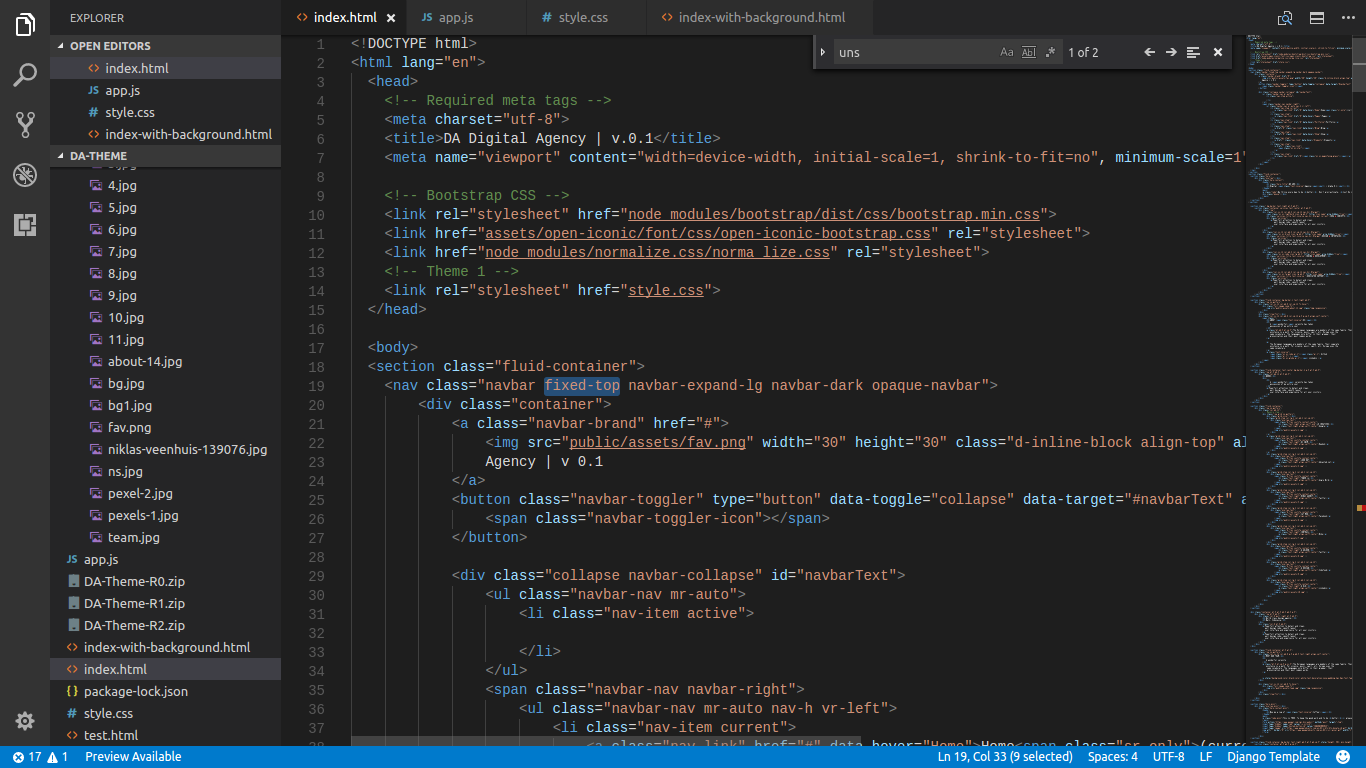 EXPLORER
OPEN EDITORS
index.html
app.js
style.css
index-with-background.html
DA-THEME
4.jpg
5.jpg
6.jpg
7.jpg
8.jpg
9.jpg
10.jpg
11.jpg
about-14.jpg
bg.jpg
bg1.jpg
fav.png
niklas-veenhuis-139076.jpg
ns.jpg
pexel-2.jpg
pexels-1.jpg
team.jpg
app.js
DA-Theme-R0.zip
DA-Theme-R1.zip
DA-Theme-R2.zip
index-with-background.html
index.html
package-lock.json
style.css
test.html
index.html
JS app.js
# style.css
<> index-with-background.html
uns Aa Abl .* 1 of 2
1 <!DOCTYPE html>
2 <html lang="en">
3 <head>
4 <!-- Required meta tags -->
5 <meta charset="utf-8">
6 <title>DA Digital Agency | v.0.1</title>
7 <meta name="viewport" content="width=device-width, initial-scale=1, shrink-to-fit=no", minimum-scale=1"
8
9 <!-- Bootstrap CSS -->
10 <link rel="stylesheet" href="node_modules/bootstrap/dist/css/bootstrap.min.css">
11 <link href="assets/open-iconic/font/css/open-iconic-bootstrap.css" rel="stylesheet">
12 <link href="node_modules/normalize.css/norma_lize.css" rel="stylesheet">
13 <!-- Theme 1 -->
14 <link rel="stylesheet" href="style.css">
15 </head>
16
17 <body>
18 <section class="fluid-container">
19 <nav class="navbar fixed-top navbar-expand-lg navbar-dark opaque-navbar">
20 <div class="container">
21 <a class="navbar-brand" href="#">
22 <img src="public/assets/fav.png" width="30" height="30" class="d-inline-block align-top" al
23 Agency | v 0.1
24 </a>
25 <button class="navbar-toggler" type="button" data-toggle="collapse" data-target="#navbarText" a
26 <span class="navbar-toggler-icon"></span>
27 </button>
28
29 <div class="collapse navbar-collapse" id="navbarText">
30 <ul class="navbar-nav mr-auto">
31 <li class="nav-item active">
32
33 </li>
34 </ul>
35 <span class="navbar-nav navbar-right">
36 <ul class="navbar-nav mr-auto nav-h vr-left">
37 <li class="nav-item current">
38 <a class="nav-link" href="#" data-hover="Home">Home<span class="sr-only">(curr
17 1 Preview Available
Ln 19, Col 33 (9 selected) Spaces: 4 UTF-8 LF Django Template